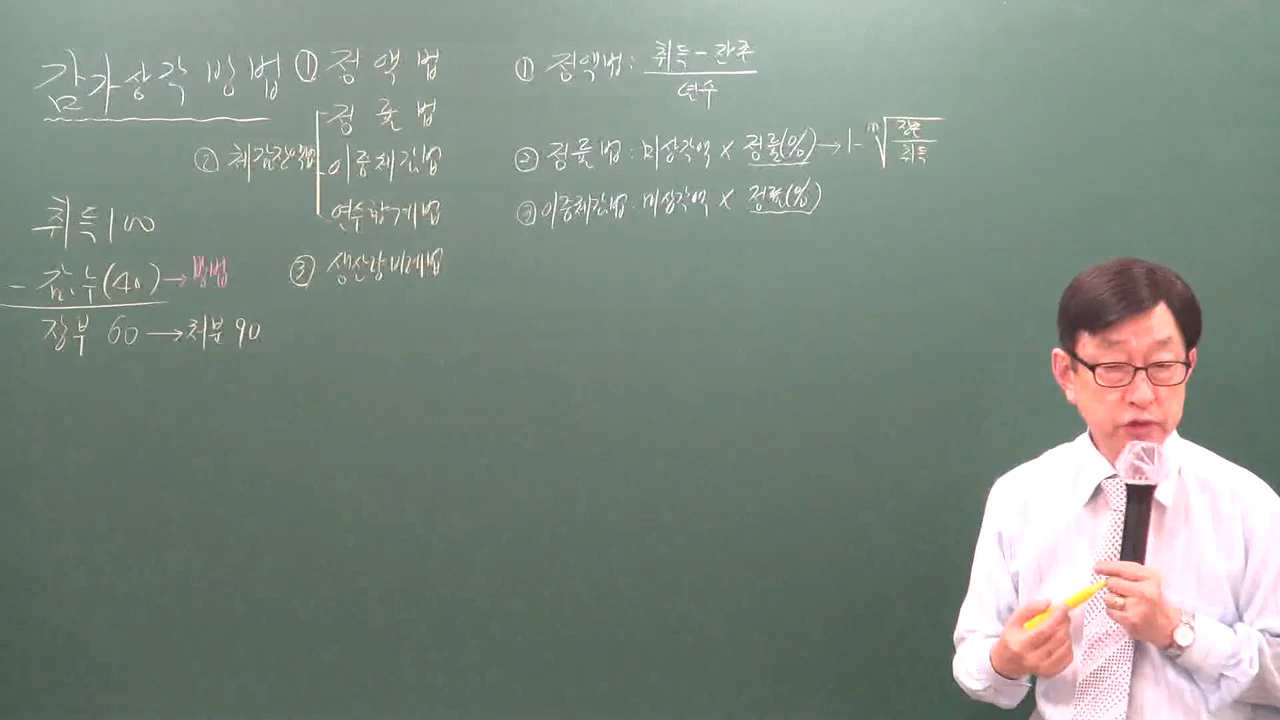 감가상각 방법 ① 정액법
정률법
② 체감잔액법 이중체감법
연수합계법
③ 생산량비례법
취득 100
- 감.누(40) → 방법
장부 60 → 처분 90
① 정액법: 취득 - 잔존
연수
② 정률법: 미상각액 × 정률(%) → 1 - n√ 잔존
취득
③ 이중체감법: 미상각액 × 정률(%)